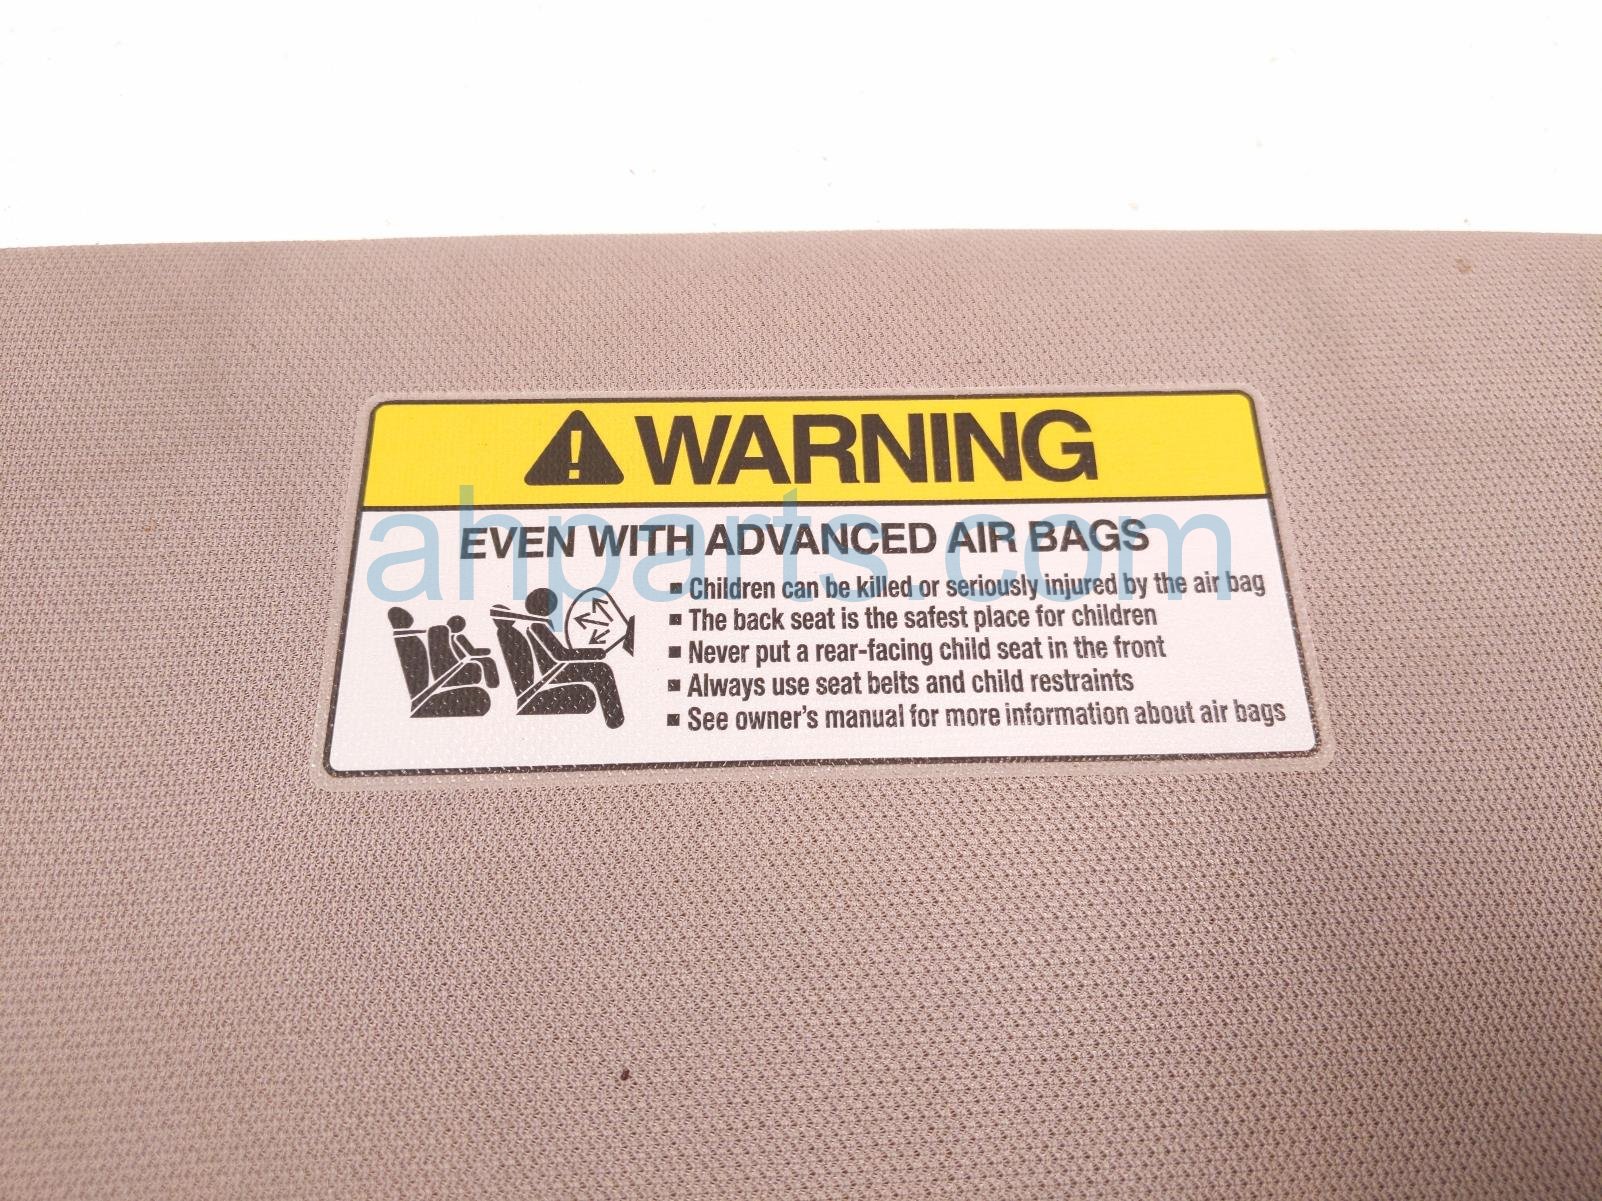 WARNING
EVEN WITH ADVANCED AIR BAGS
▪ Children can be killed or seriously injured by the air bag
▪ The back seat is the safest place for children
▪ Never put a rear-facing child seat in the front
▪ Always use seat belts and child restraints
▪ See owner's manual for more information about air bags
ahparts.com